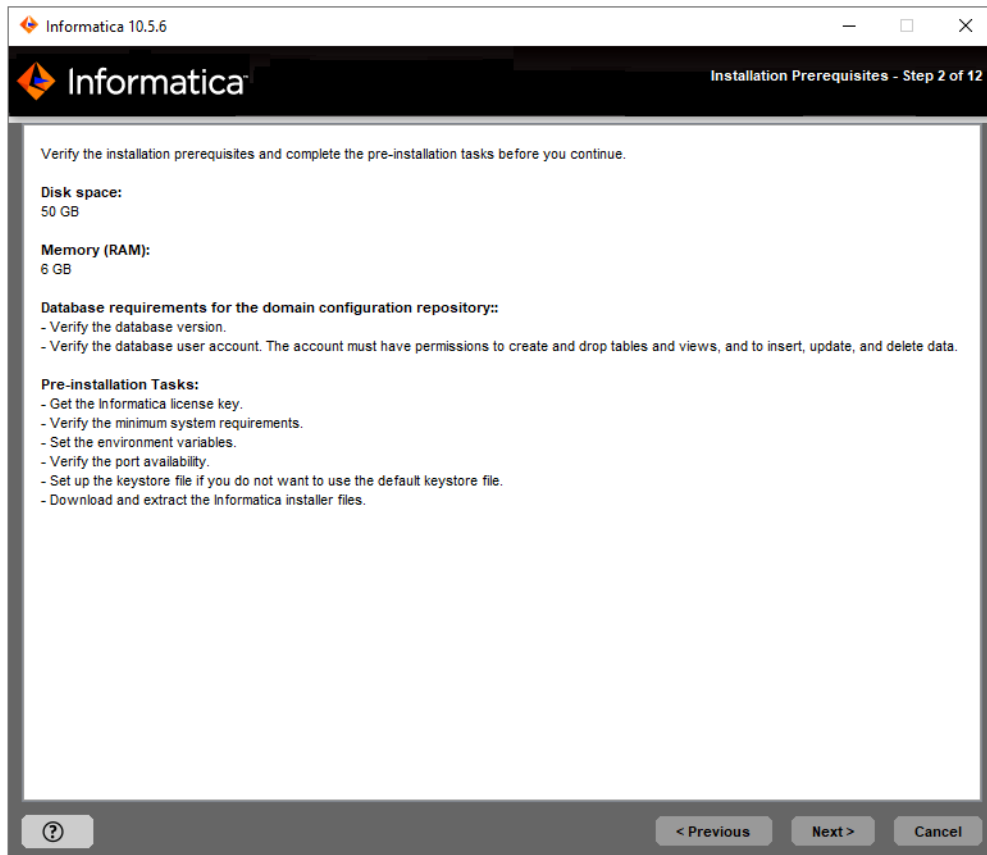 Informatica 10.5.6
Informatica
Installation Prerequisites - Step 2 of 12
Verify the installation prerequisites and complete the pre-installation tasks before you continue.
Disk space:
50 GB
Memory (RAM):
6 GB
Database requirements for the domain configuration repository::
- Verify the database version.
- Verify the database user account. The account must have permissions to create and drop tables and views, and to insert, update, and delete data.
Pre-installation Tasks:
- Get the Informatica license key.
- Verify the minimum system requirements.
- Set the environment variables.
- Verify the port availability.
- Set up the keystore file if you do not want to use the default keystore file.
- Download and extract the Informatica installer files.
? < Previous Next > Cancel